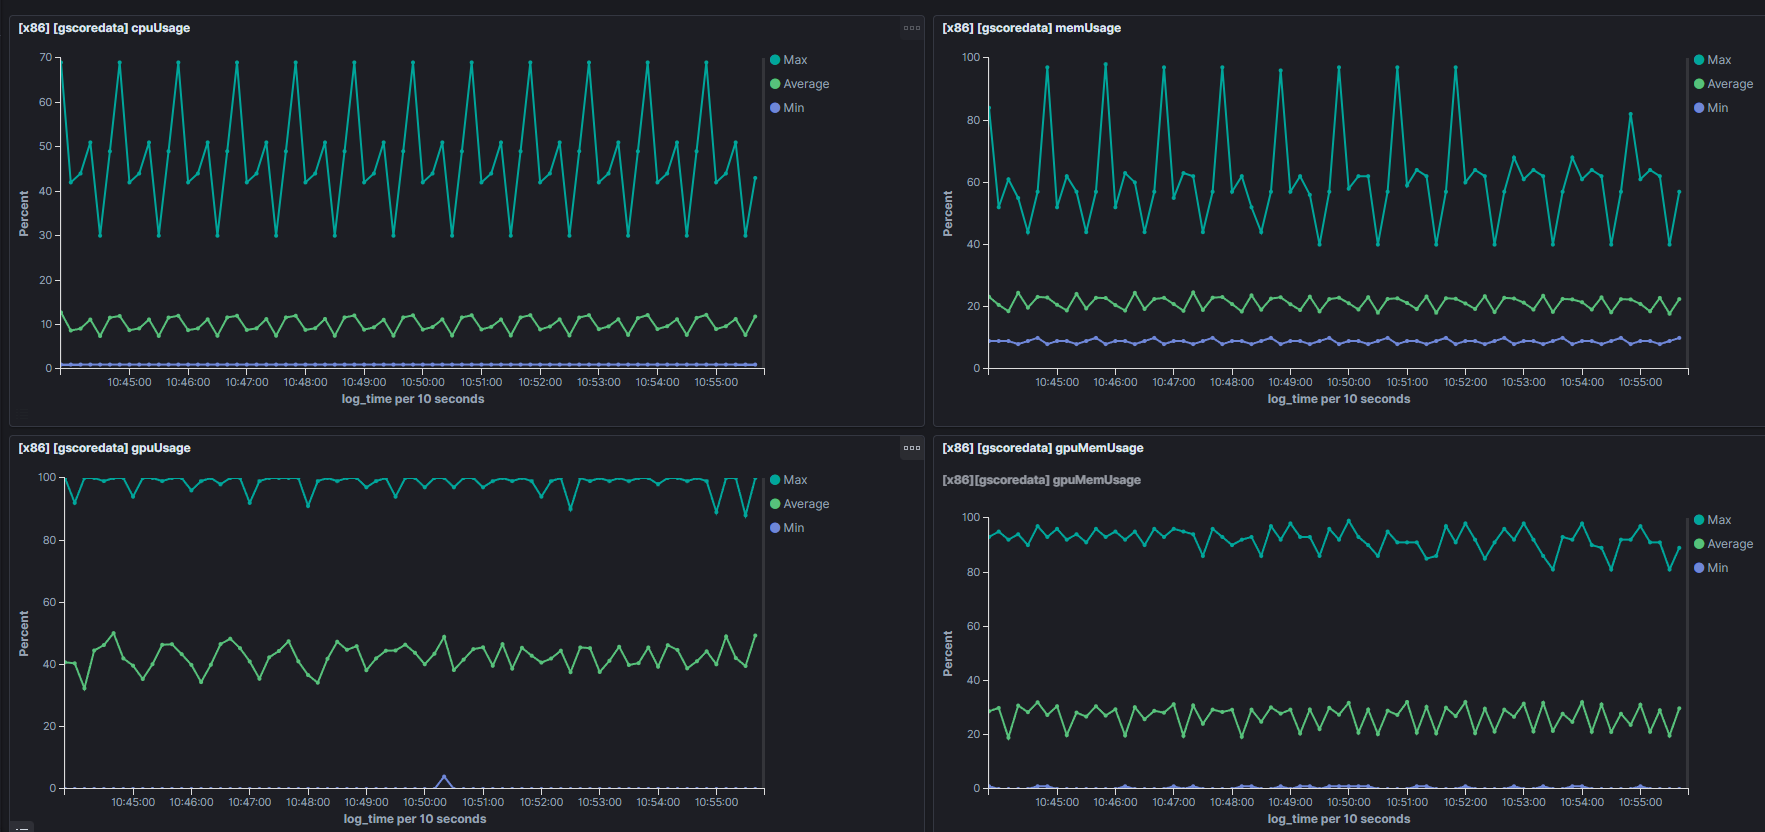 [x86] [gscoredata] cpuUsage
70
60
50
40
30
20
10
0
Percent
10:45:00 10:46:00 10:47:00 10:48:00 10:49:00 10:50:00 10:51:00 10:52:00 10:53:00 10:54:00 10:55:00
log_time per 10 seconds
Max
Average
Min
[x86] [gscoredata] memUsage
100
80
60
40
20
0
Percent
10:45:00 10:46:00 10:47:00 10:48:00 10:49:00 10:50:00 10:51:00 10:52:00 10:53:00 10:54:00 10:55:00
log_time per 10 seconds
Max
Average
Min
[x86] [gscoredata] gpuUsage
100
80
60
40
20
0
Percent
10:45:00 10:46:00 10:47:00 10:48:00 10:49:00 10:50:00 10:51:00 10:52:00 10:53:00 10:54:00 10:55:00
log_time per 10 seconds
Max
Average
Min
[x86] [gscoredata] gpuMemUsage
[x86][gscoredata] gpuMemUsage
100
80
60
40
20
0
Percent
10:45:00 10:46:00 10:47:00 10:48:00 10:49:00 10:50:00 10:51:00 10:52:00 10:53:00 10:54:00 10:55:00
log_time per 10 seconds
Max
Average
Min